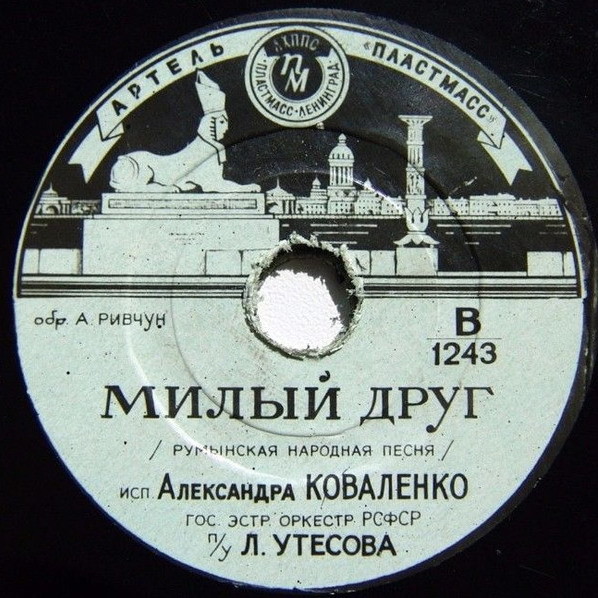 АРТЕЛЬ "ПЛАСТМАСС"
ЛХППС
ПМ
·ПЛАСТМАСС-ЛЕНИНГРАД·
обр. А. РИВЧУН
В
1243
МИЛЫЙ ДРУГ
/ РУМЫНСКАЯ НАРОДНАЯ ПЕСНЯ /
исп. АЛЕКСАНДРА КОВАЛЕНКО
ГОС. ЭСТР. ОРКЕСТР РСФСР
п/у Л. УТЕСОВА